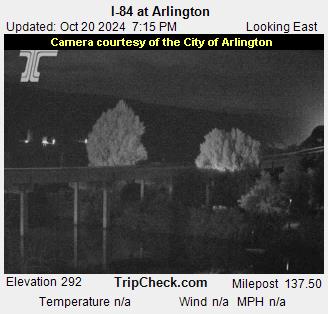 I-84 at Arlington
Updated: Oct 20 2024 7:15 PM Looking East
Camera courtesy of the City of Arlington
Elevation 292 TripCheck.com Milepost 137.50
Temperature n/a Wind n/a MPH n/a